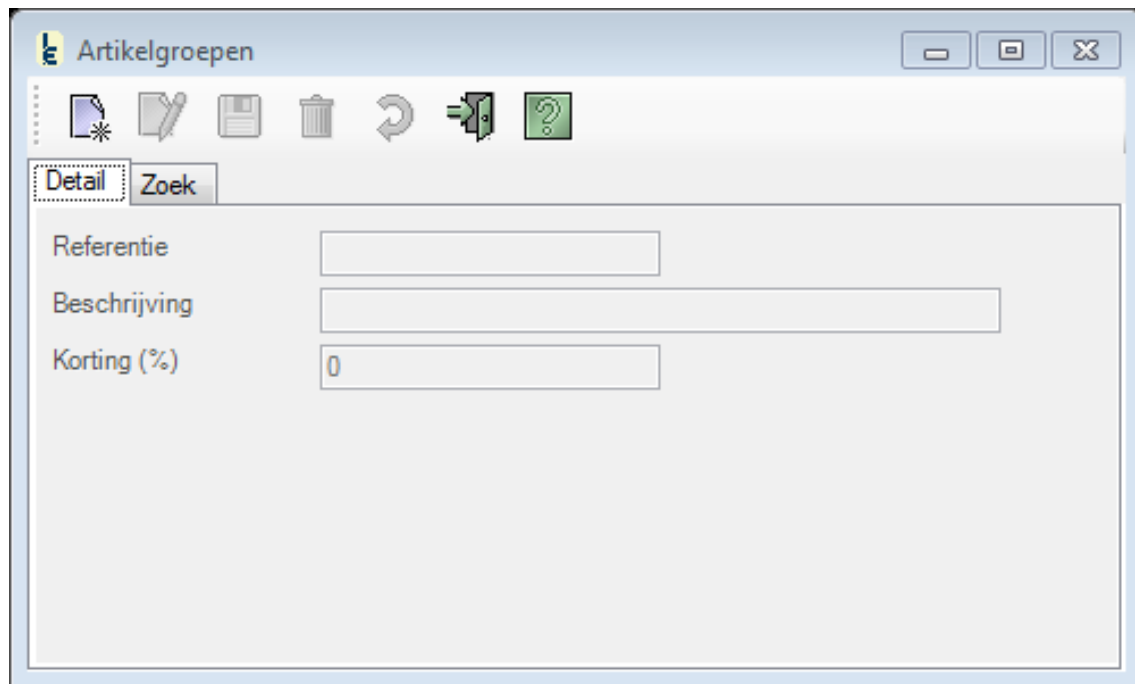 Artikelgroepen
Detail Zoek
Referentie
Beschrijving
Korting (%) 0